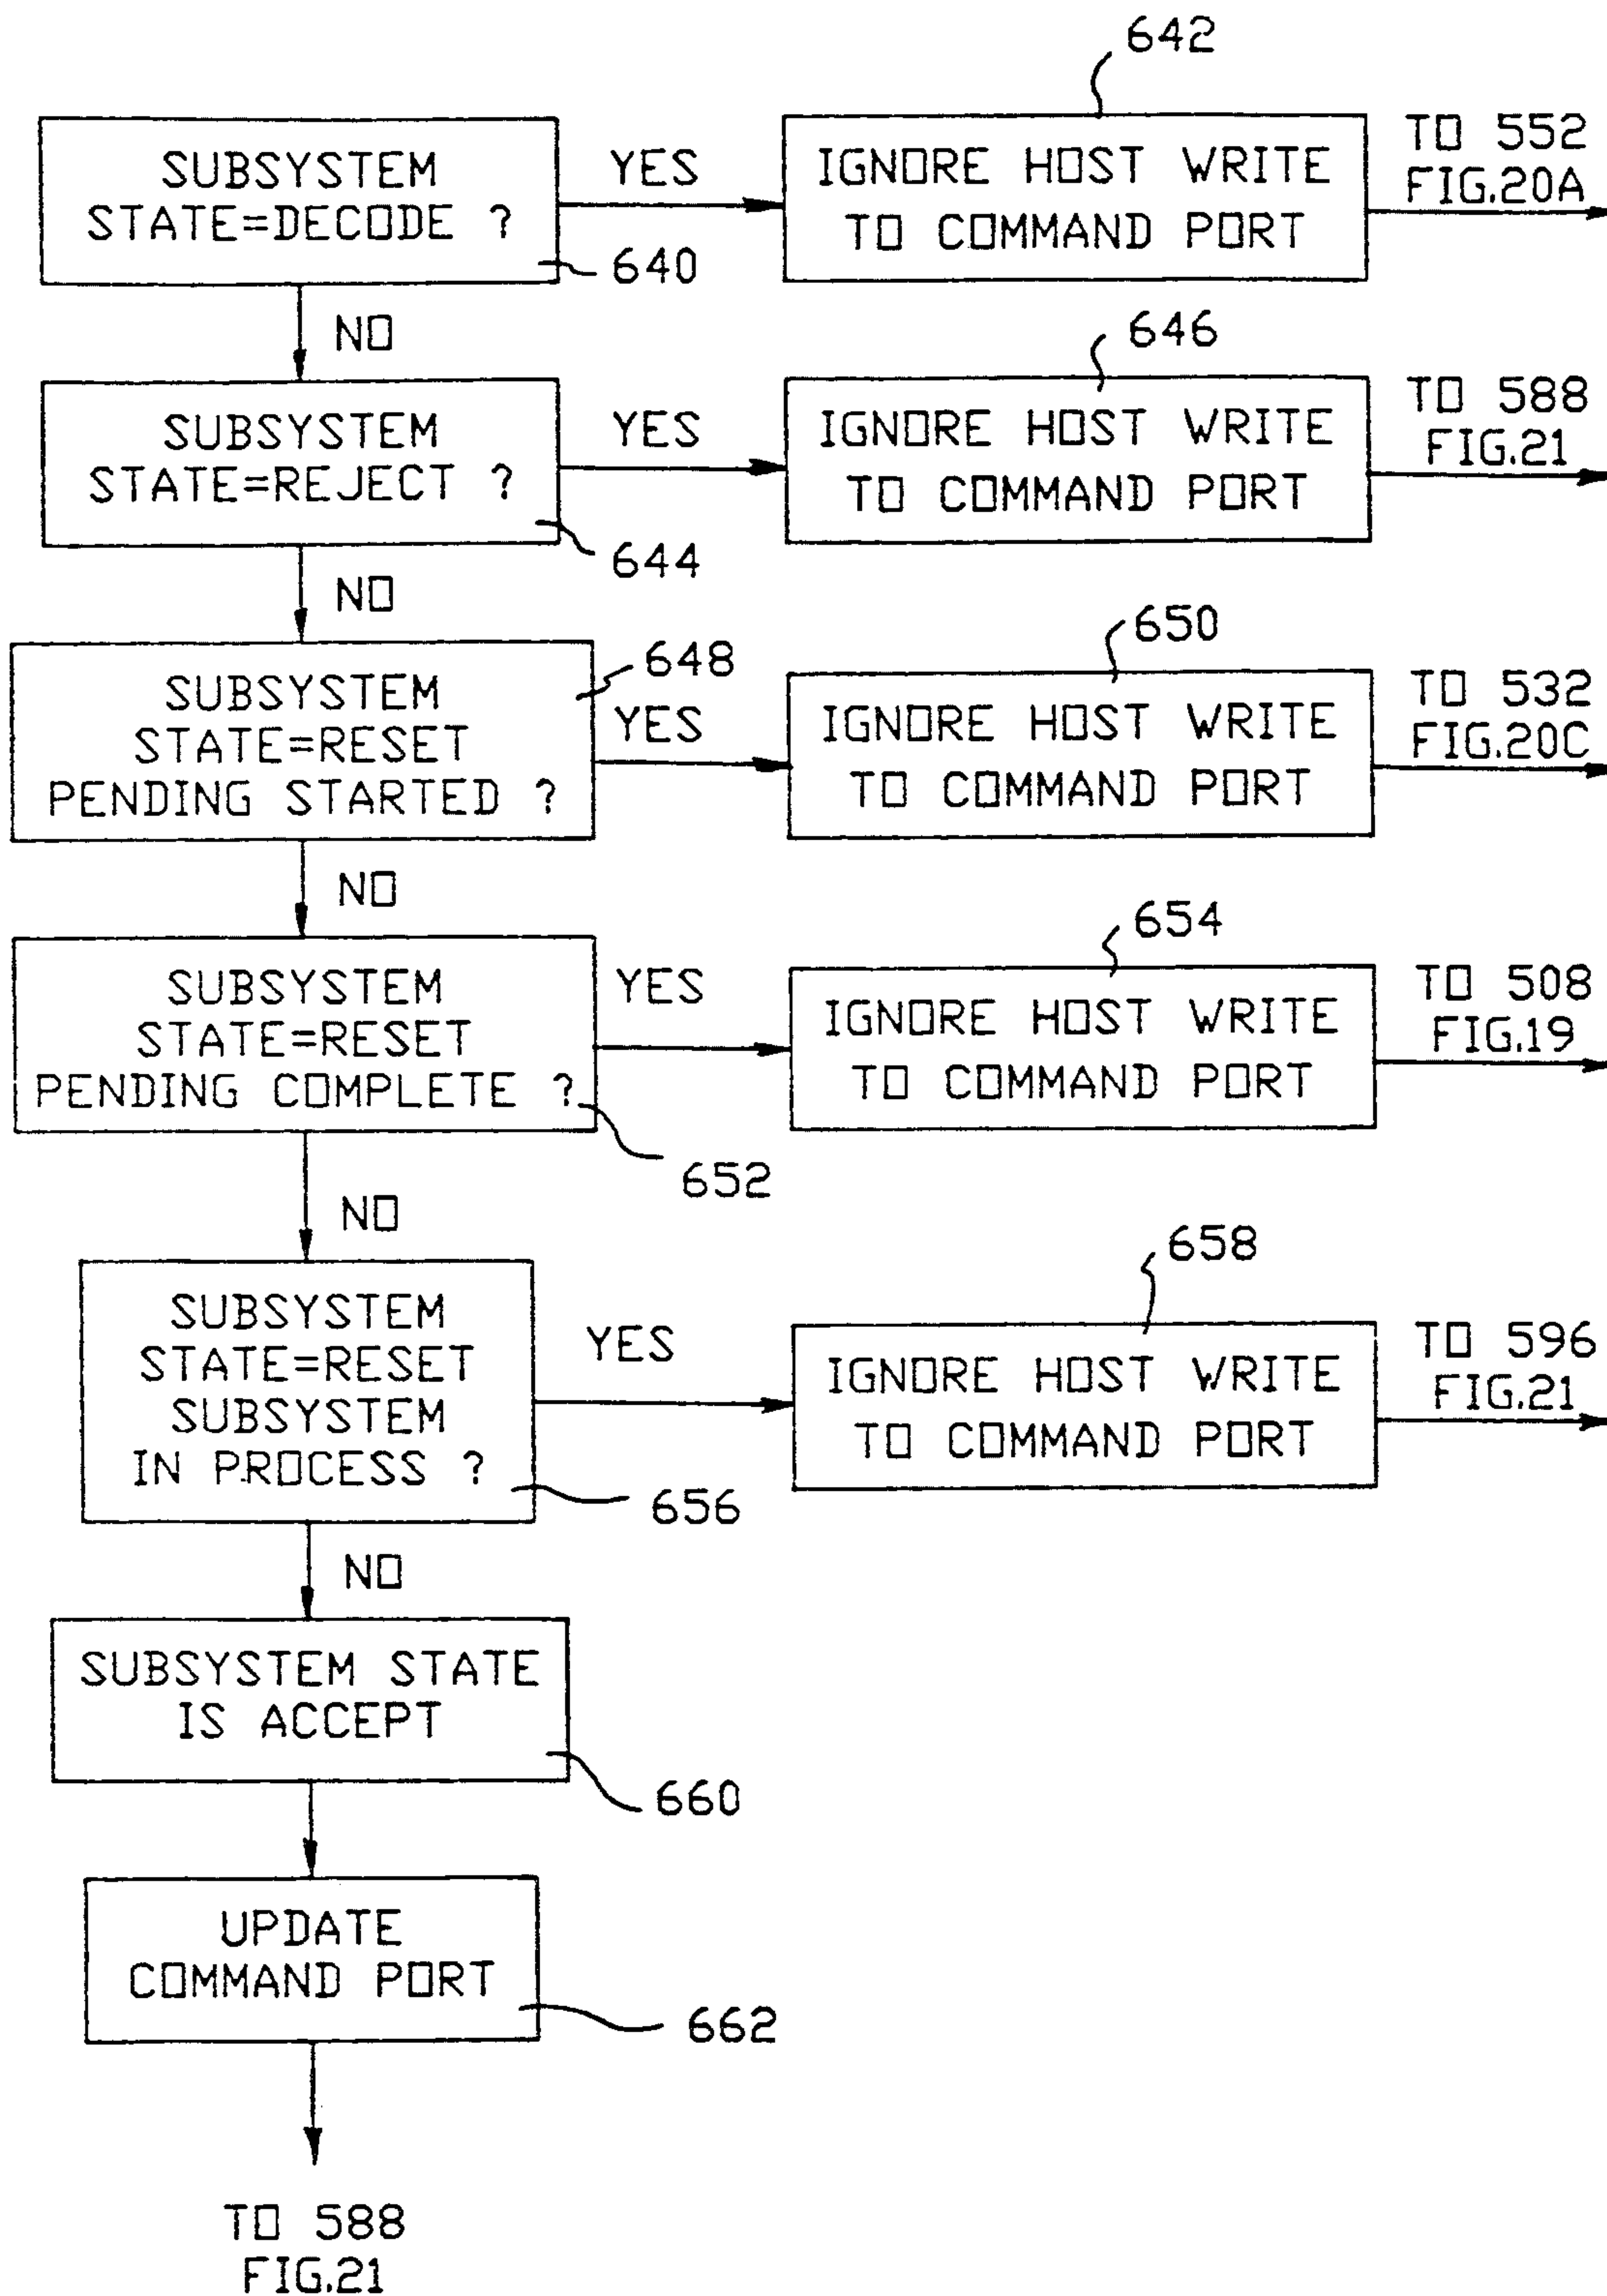 642
SUBSYSTEM
STATE=DECODE ?
640
YES
IGNORE HOST WRITE
TO COMMAND PORT
TO 552
FIG.20A
NO
646
SUBSYSTEM
STATE=REJECT ?
644
YES
IGNORE HOST WRITE
TO COMMAND PORT
TO 588
FIG.21
NO
650
SUBSYSTEM
STATE=RESET
PENDING STARTED ?
648
YES
IGNORE HOST WRITE
TO COMMAND PORT
TO 532
FIG.20C
NO
654
SUBSYSTEM
STATE=RESET
PENDING COMPLETE ?
652
YES
IGNORE HOST WRITE
TO COMMAND PORT
TO 508
FIG.19
NO
658
SUBSYSTEM
STATE=RESET
SUBSYSTEM
IN PROCESS ?
656
YES
IGNORE HOST WRITE
TO COMMAND PORT
TO 596
FIG.21
NO
SUBSYSTEM STATE
IS ACCEPT
660
UPDATE
COMMAND PORT
662
TO 588
FIG.21